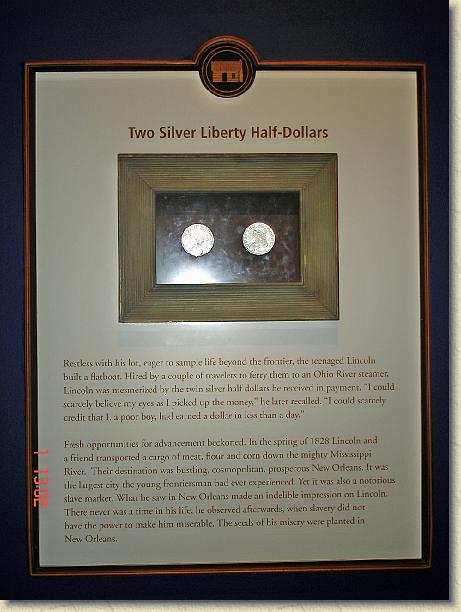 Two Silver Liberty Half-Dollars
Restless with his lot, eager to sample life beyond the frontier, the teenaged Lincoln
built a flatboat. Hired by a couple of travelers to ferry them to an Ohio River steamer,
Lincoln was mesmerized by the twin silver half dollars he received in payment. "I could
scarcely believe my eyes as I picked up the money," he later recalled. "I could scarcely
credit that I, a poor boy, had earned a dollar in less than a day."
Fresh opportunities for advancement beckoned. In the spring of 1828 Lincoln and
a friend transported a cargo of meat, flour and corn down the mighty Mississippi
River. Their destination was bustling, cosmopolitan, prosperous New Orleans. It was
the largest city the young frontiersman had ever experienced. Yet it was also a notorious
slave market. What he saw in New Orleans made an indelible impression on Lincoln.
There never was a time in his life, he observed afterwards, when slavery did not
have the power to make him miserable. The seeds of his misery were planted in
New Orleans.